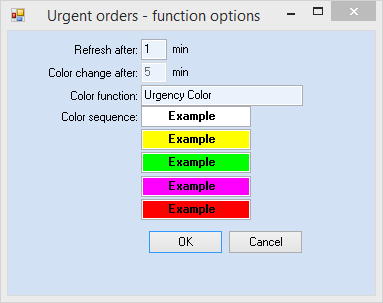 Urgent orders - function options
Refresh after: 1 min
Color change after: 5 min
Color function: Urgency Color
Color sequence: Example
Example
Example
Example
Example
OK Cancel